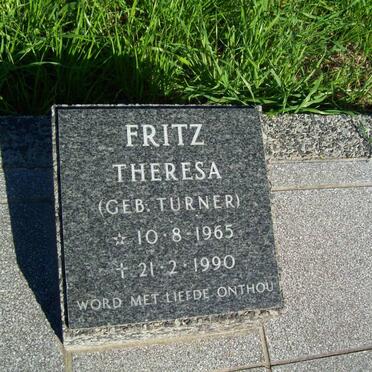 FRITZ
THERESA
(GEB. TURNER)
☆ 10·8·1965
† 21·2·1990
WORD MET LIEFDE ONTHOU